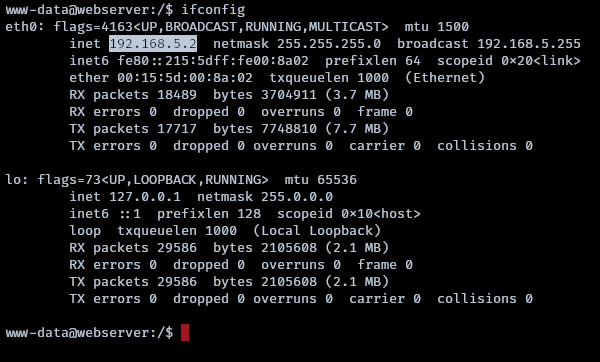 www-data@webserver:/$ ifconfig
eth0: flags=4163<UP,BROADCAST,RUNNING,MULTICAST>  mtu 1500
        inet 192.168.5.2  netmask 255.255.255.0  broadcast 192.168.5.255
        inet6 fe80::215:5dff:fe00:8a02  prefixlen 64  scopeid 0×20<link>
        ether 00:15:5d:00:8a:02  txqueuelen 1000  (Ethernet)
        RX packets 18489  bytes 3704911 (3.7 MB)
        RX errors 0  dropped 0  overruns 0  frame 0
        TX packets 17717  bytes 7748810 (7.7 MB)
        TX errors 0  dropped 0 overruns 0  carrier 0  collisions 0
lo: flags=73<UP,LOOPBACK,RUNNING>  mtu 65536
        inet 127.0.0.1  netmask 255.0.0.0
        inet6 ::1  prefixlen 128  scopeid 0×10<host>
        loop  txqueuelen 1000  (Local Loopback)
        RX packets 29586  bytes 2105608 (2.1 MB)
        RX errors 0  dropped 0  overruns 0  frame 0
        TX packets 29586  bytes 2105608 (2.1 MB)
        TX errors 0  dropped 0 overruns 0  carrier 0  collisions 0
www-data@webserver:/$